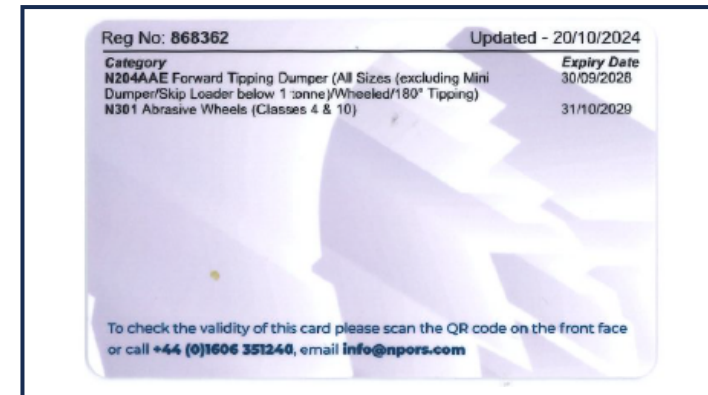 Reg No: 868362 Updated - 20/10/2024
Category Expiry Date
N204AAE Forward Tipping Dumper (All Sizes (excluding Mini 30/09/2028
Dumper/Skip Loader below 1 tonne)/Wheeled/180° Tipping)
N301 Abrasive Wheels (Classes 4 & 10) 31/10/2029
To check the validity of this card please scan the QR code on the front face
or call +44 (0)1606 351240, email info@npors.com